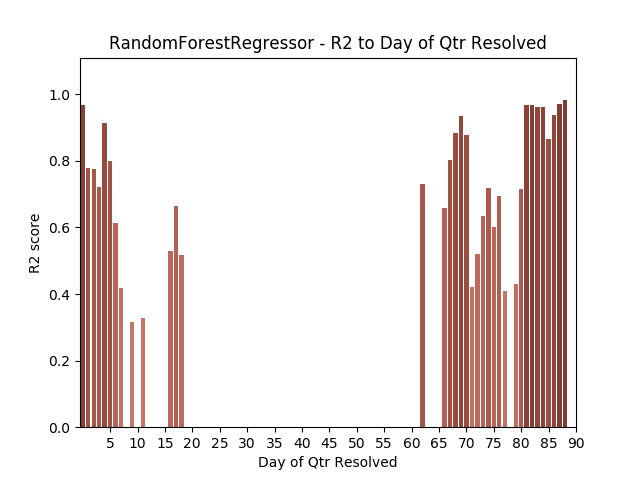 RandomForestRegressor - R2 to Day of Qtr Resolved
1.0
0.8
0.6
0.4
0.2
0.0
R2 score
5 10 15 20 25 30 35 40 45 50 55 60 65 70 75 80 85 90
Day of Qtr Resolved